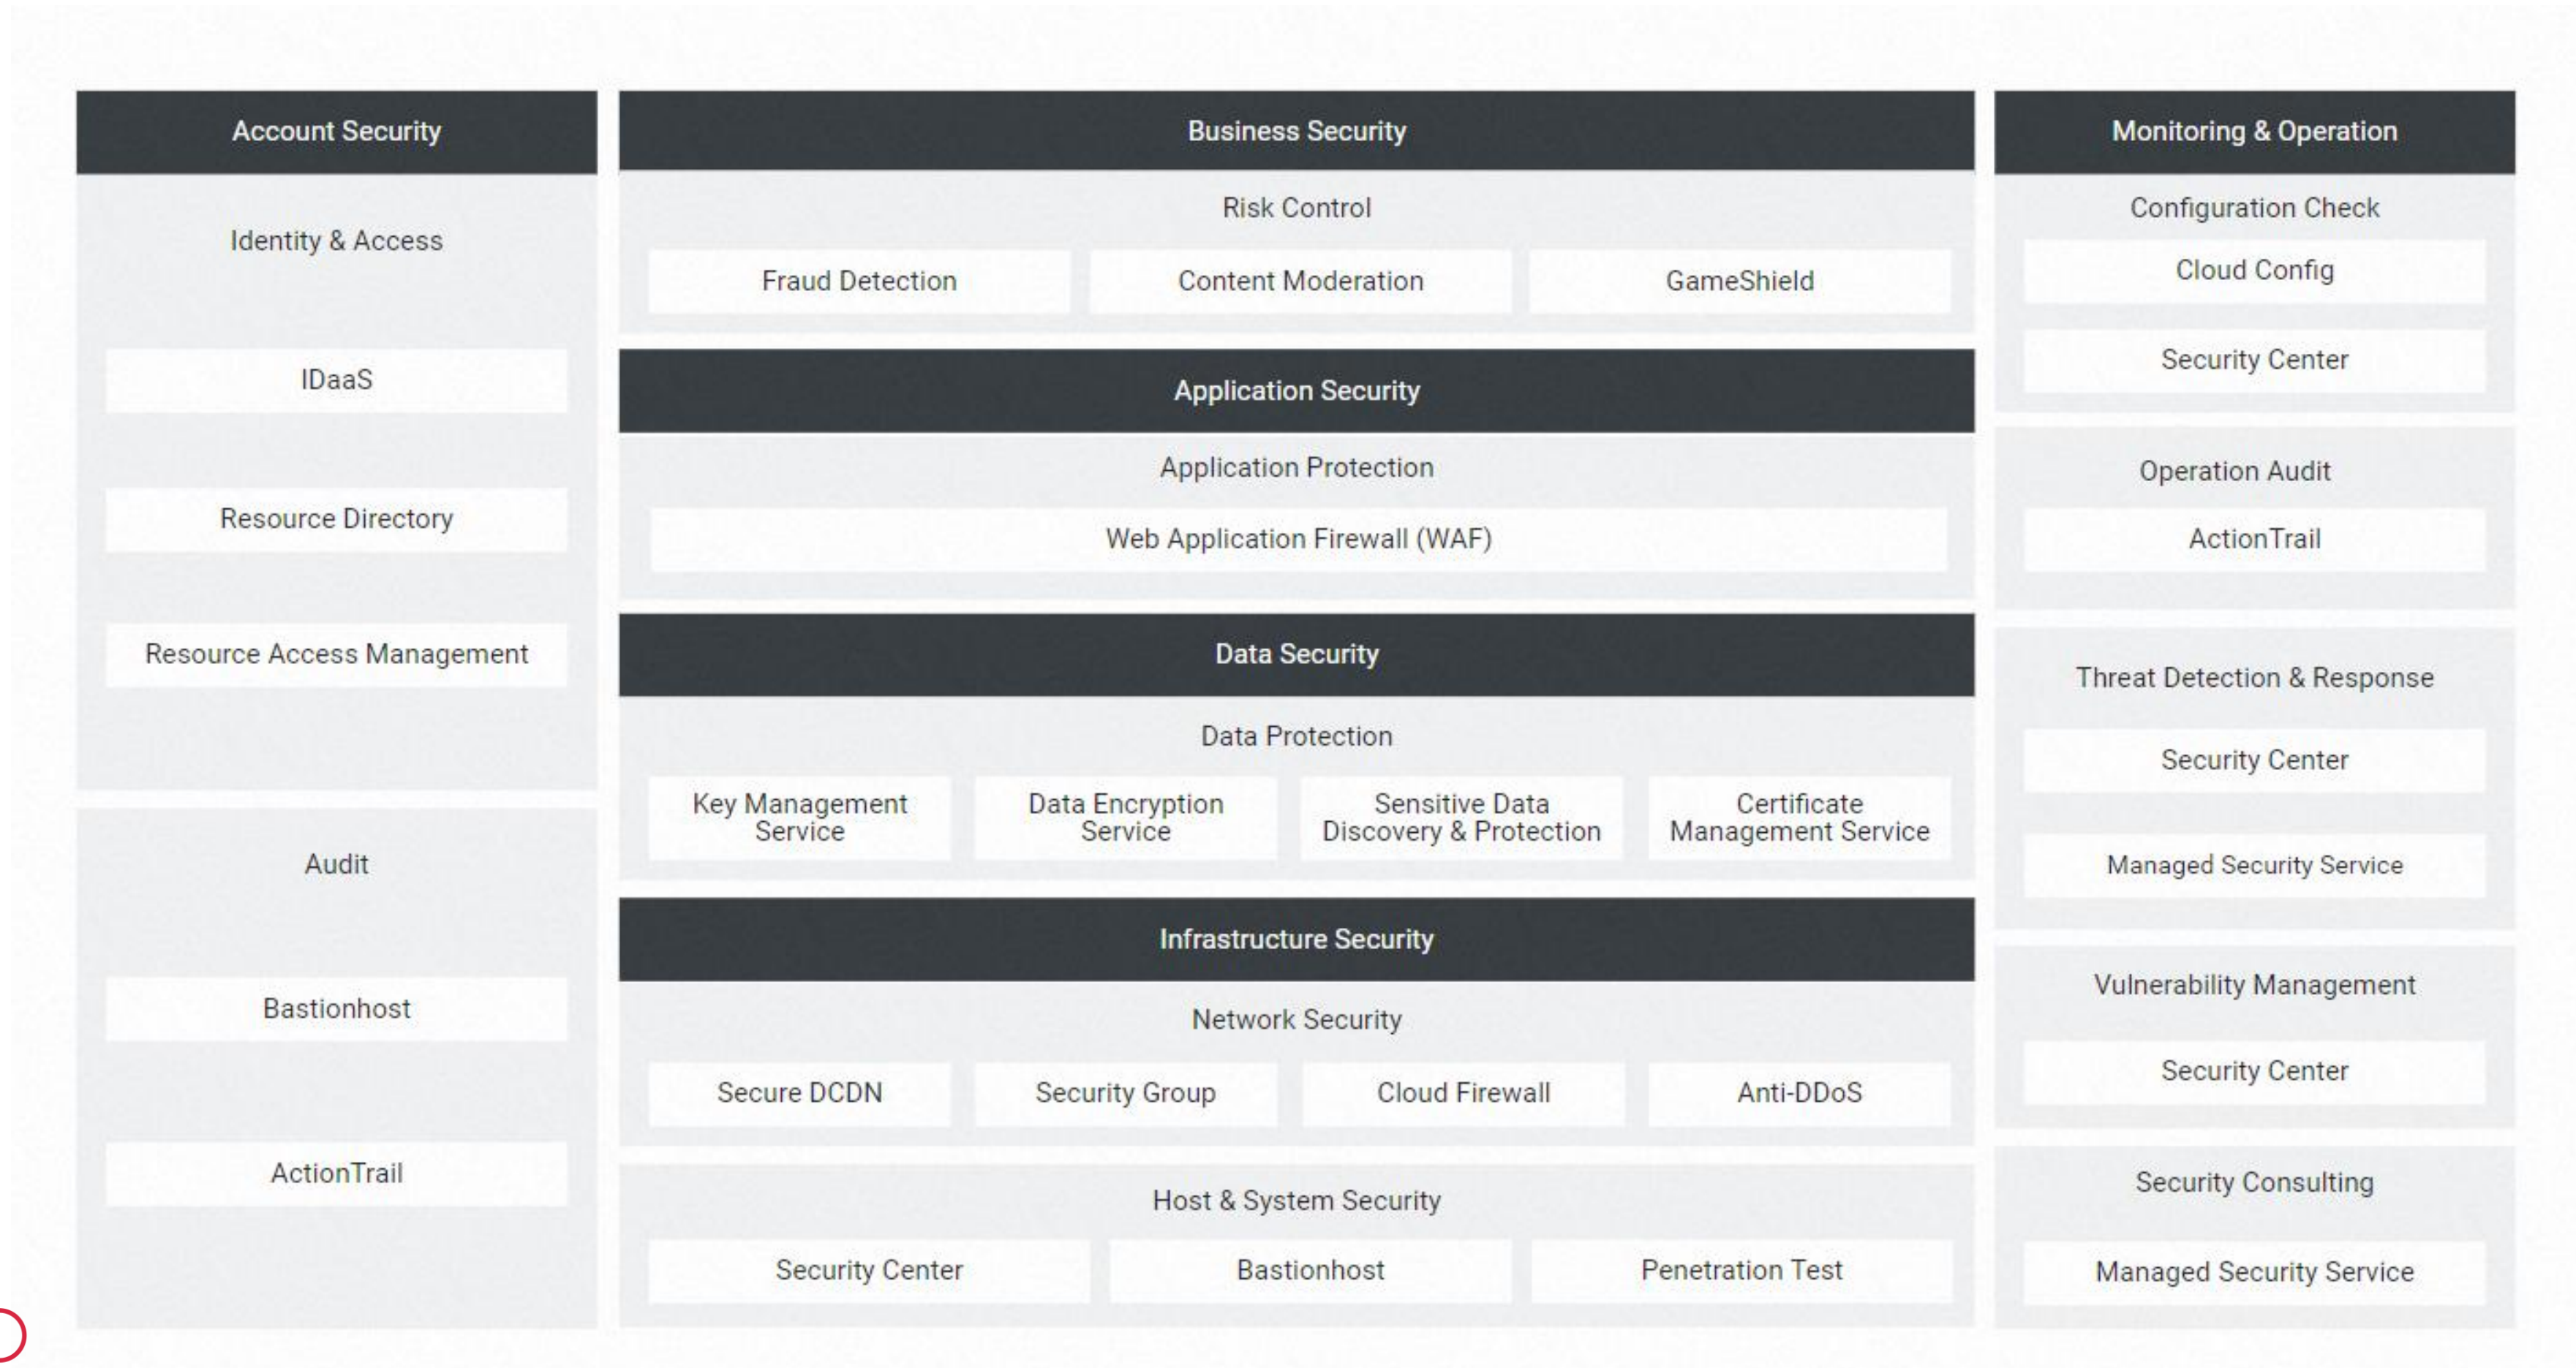 Account Security
Identity & Access
IDaaS
Resource Directory
Resource Access Management
Audit
Bastionhost
ActionTrail
Business Security
Risk Control
Fraud Detection
Content Moderation
GameShield
Application Security
Application Protection
Web Application Firewall (WAF)
Data Security
Data Protection
Key Management
Service
Data Encryption
Service
Sensitive Data
Discovery & Protection
Certificate
Management Service
Infrastructure Security
Network Security
Secure DCDN
Security Group
Cloud Firewall
Anti-DDoS
Host & System Security
Security Center
Bastionhost
Penetration Test
Monitoring & Operation
Configuration Check
Cloud Config
Security Center
Operation Audit
ActionTrail
Threat Detection & Response
Security Center
Managed Security Service
Vulnerability Management
Security Center
Security Consulting
Managed Security Service